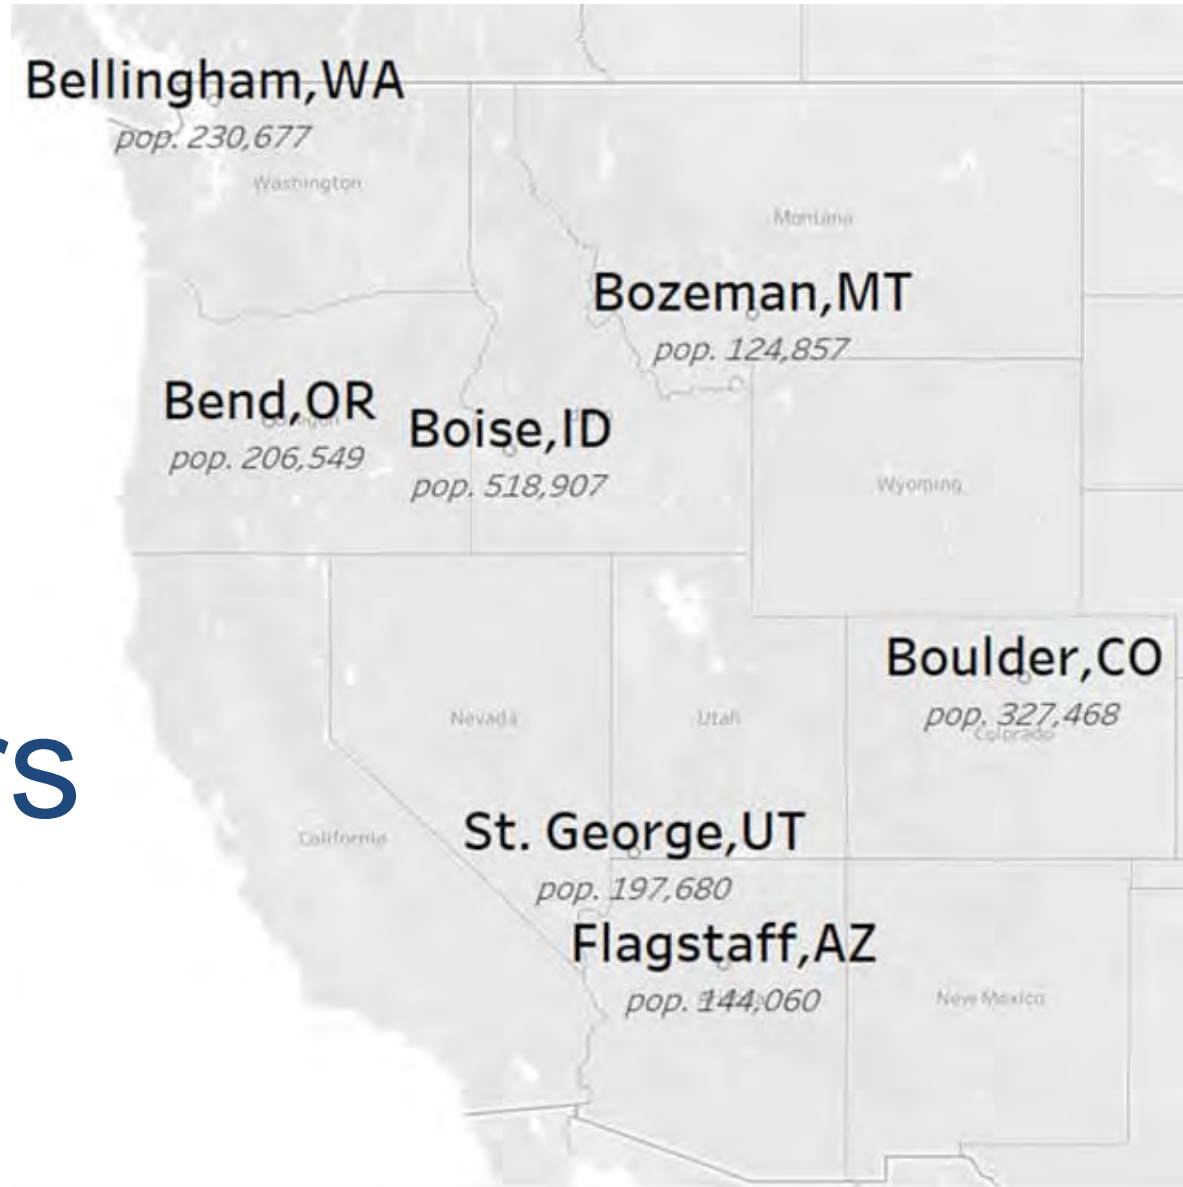 Bellingham,WA
pop. 230,677
Washington
Montana
Bozeman,MT
pop. 124,857
Bend,OR
pop. 206,549
Boise,ID
pop. 518,907
Wyoming
Boulder,CO
pop. 327,468
Colorado
Nevada
Utah
rs
California
St. George,UT
pop. 197,680
Flagstaff,AZ
pop. 144,060
New Mexico